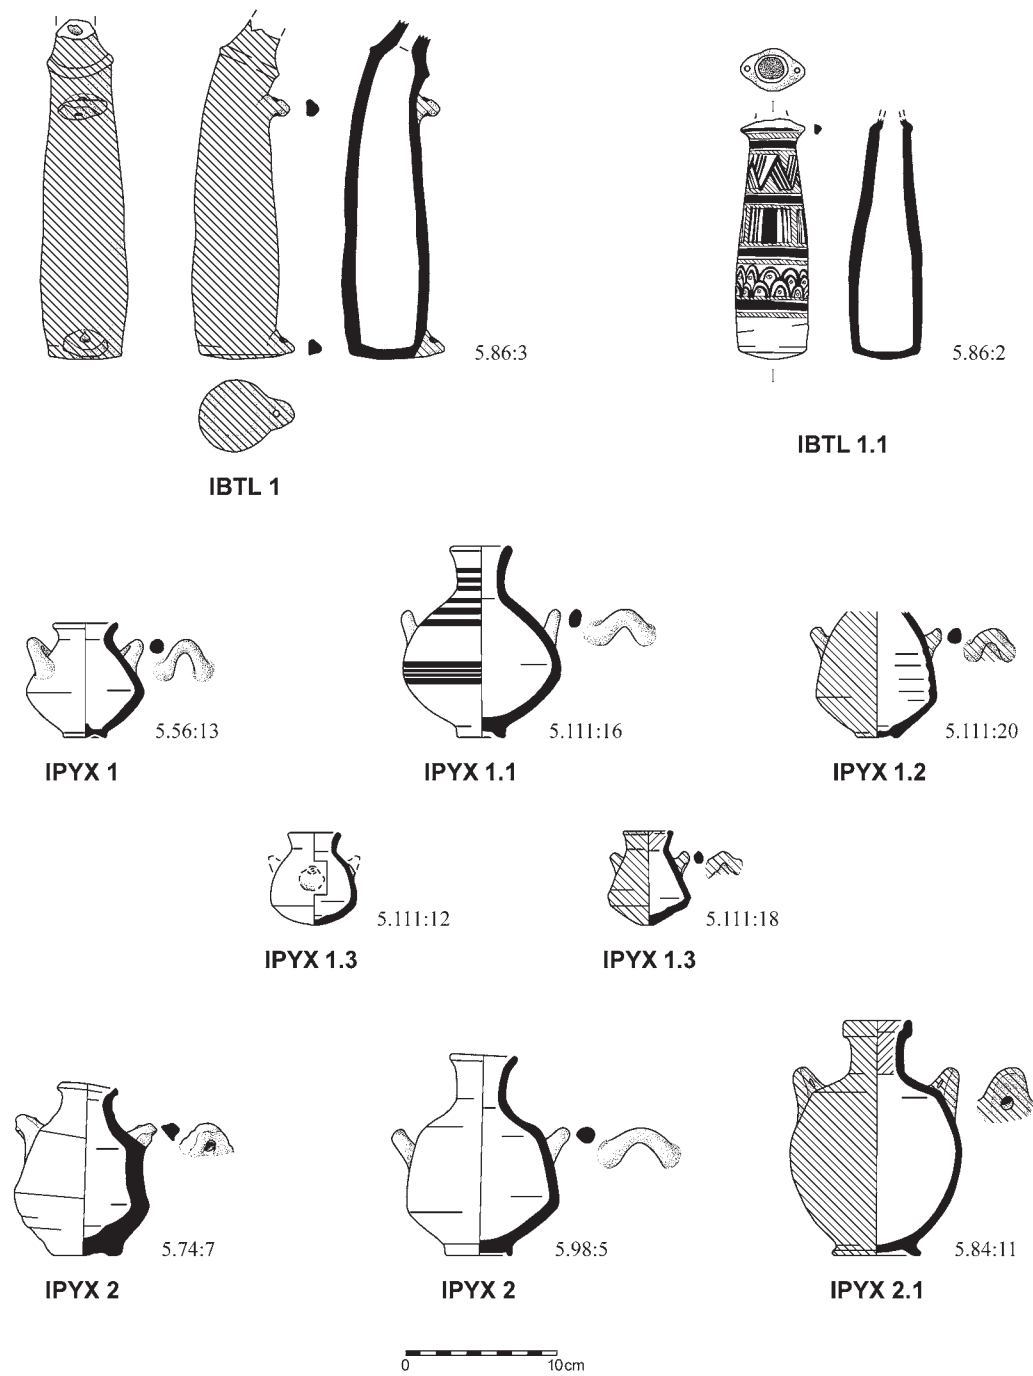 5.86:3
5.86:2
IBTL 1.1
IBTL 1
5.56:13
5.111:16
5.111:20
IPYX 1
IPYX 1.1
IPYX 1.2
5.111:12
5.111:18
IPYX 1.3
IPYX 1.3
5.74:7
5.98:5
5.84:11
IPYX 2
IPYX 2
IPYX 2.1
0 10cm